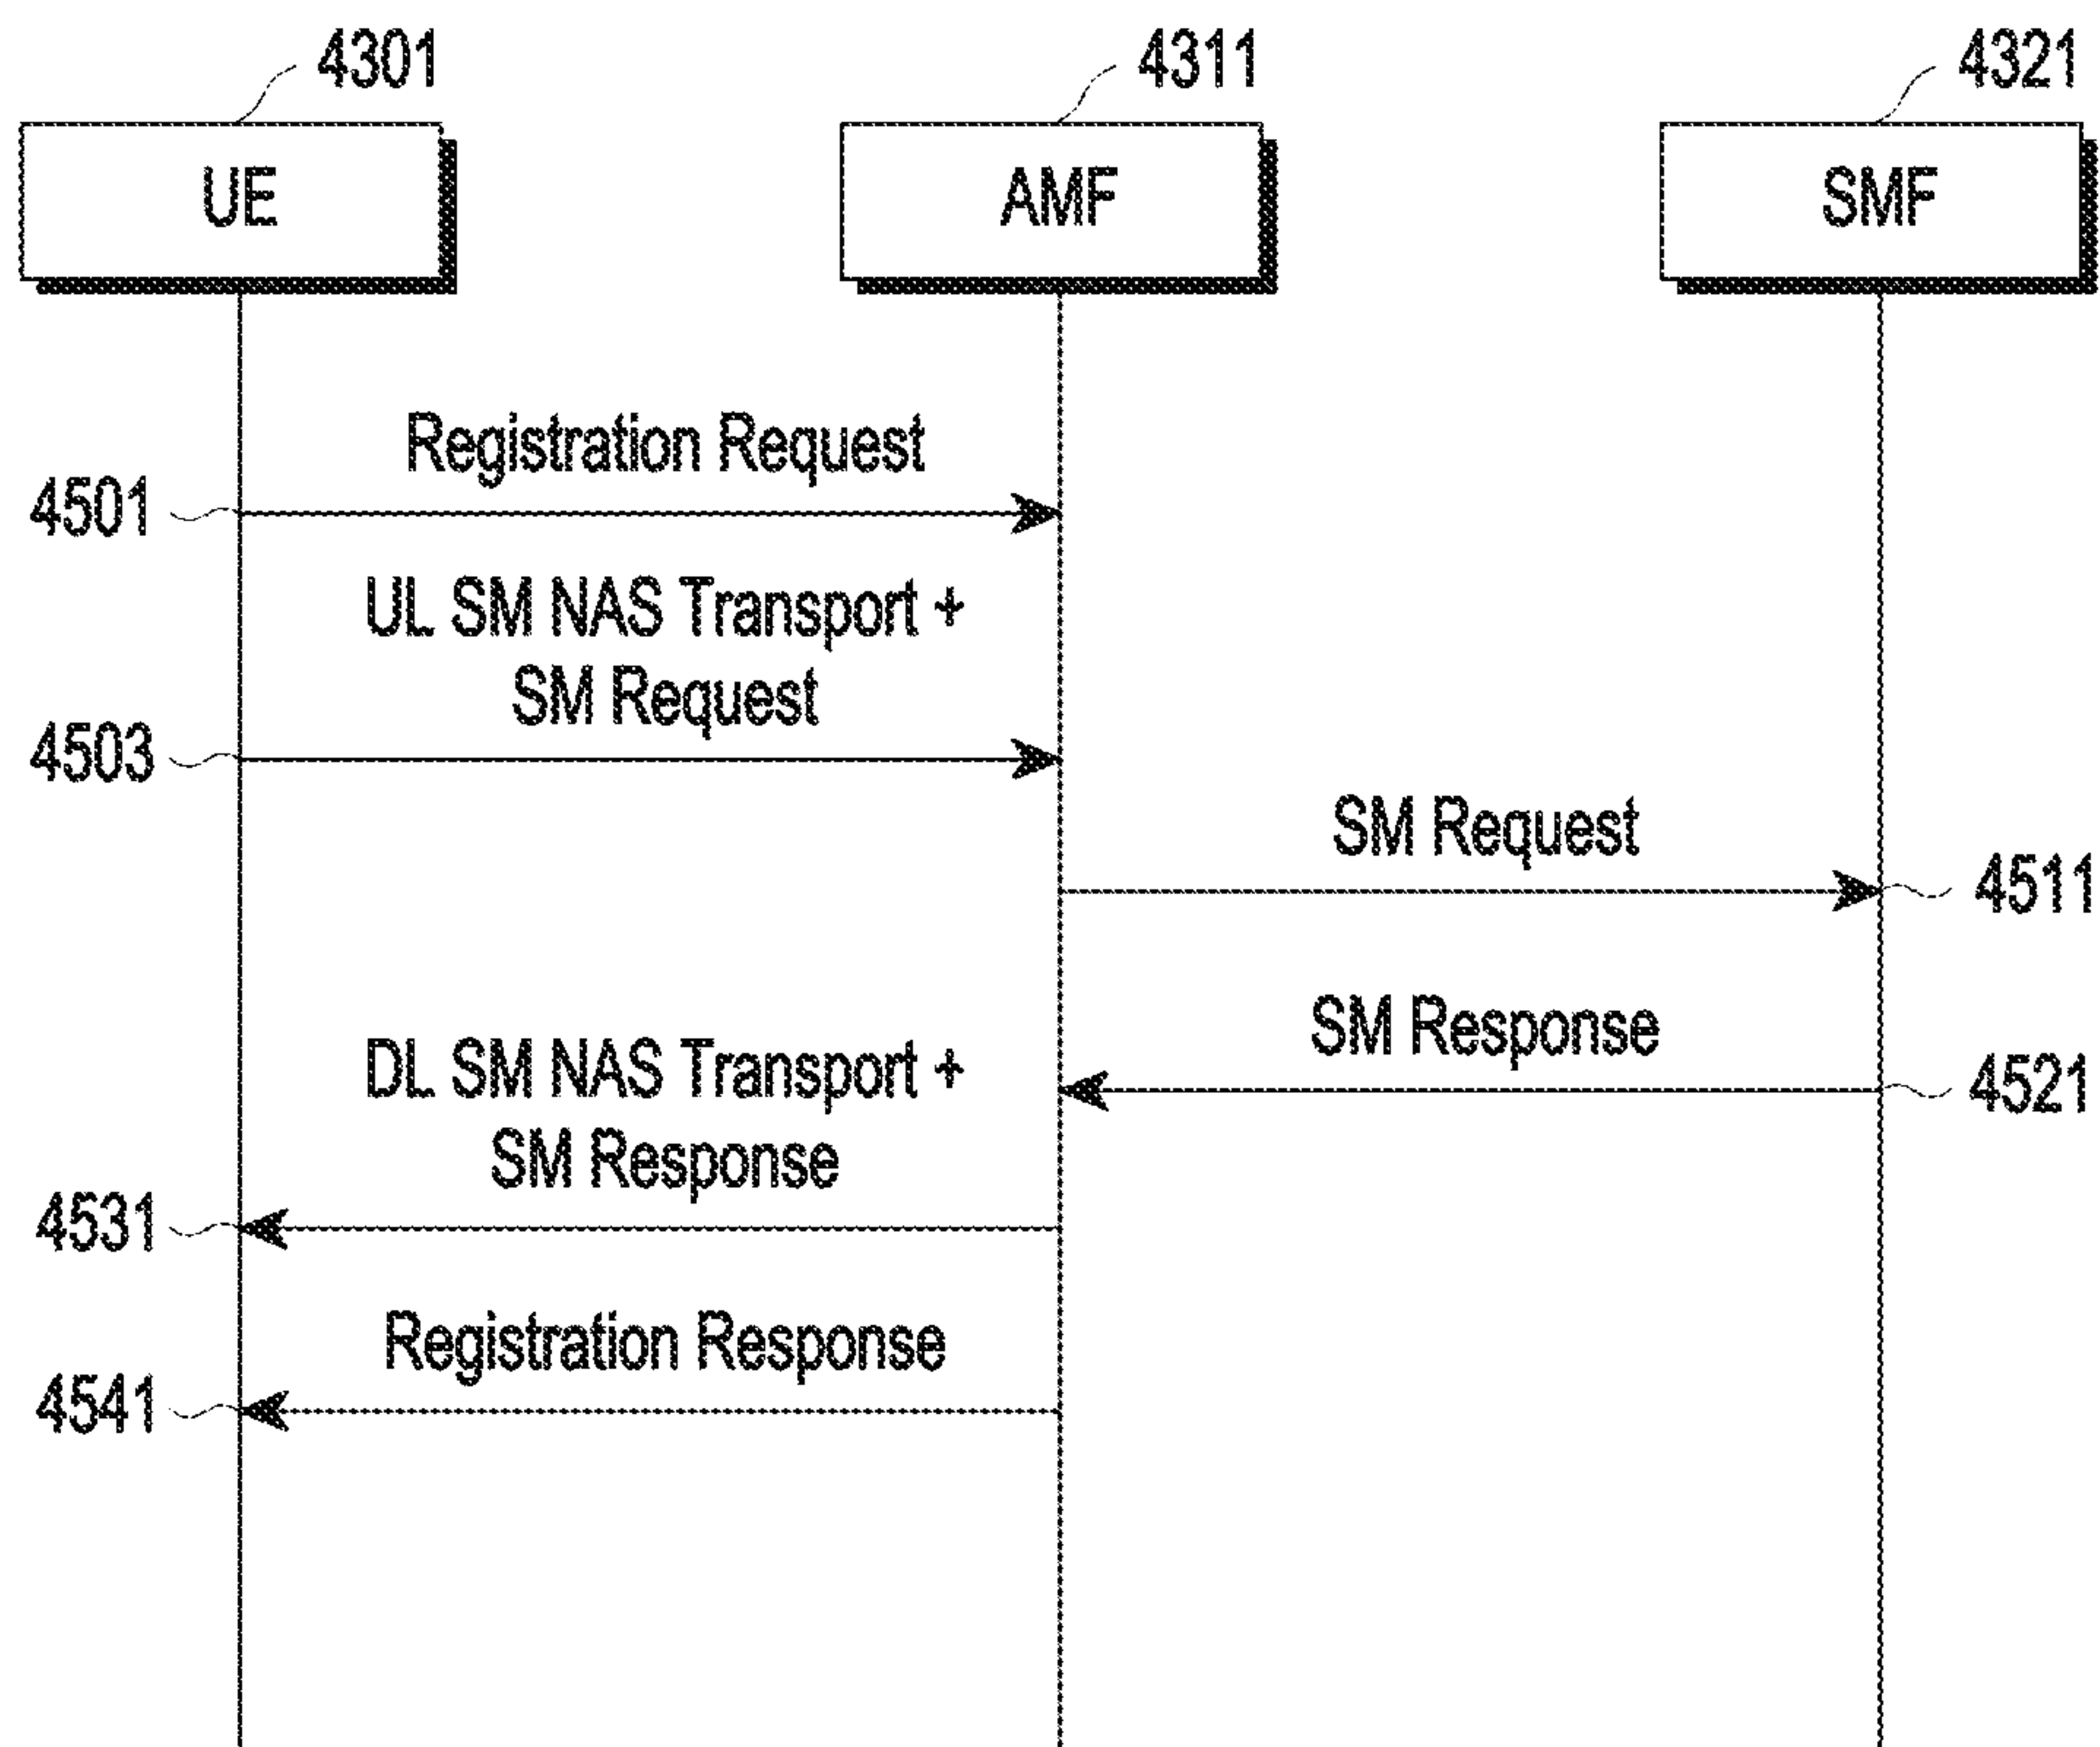 4301
4311
4321
UE
AMF
SMF
Registration Request
4501
UL SM NAS Transport +
SM Request
4503
SM Request
4511
SM Response
4521
DL SM NAS Transport +
SM Response
4531
Registration Response
4541